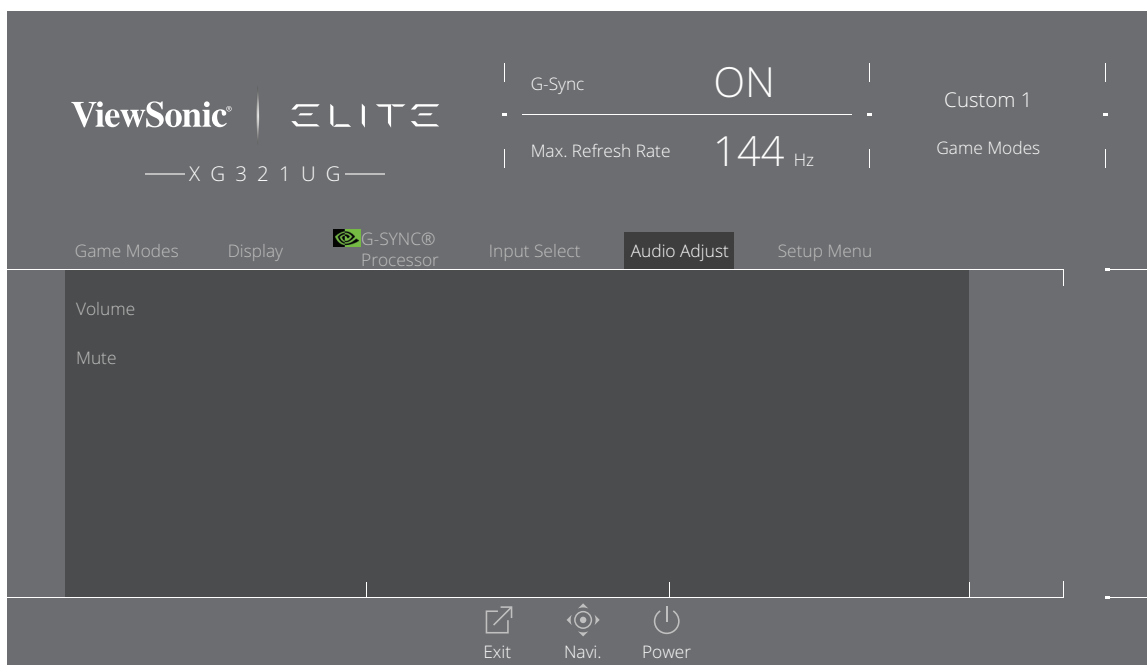 ViewSonic® ELITE
XG321UG
G-Sync ON
Max. Refresh Rate 144 Hz
Custom 1
Game Modes
Game Modes
Display
G-SYNC®
Processor
Input Select
Audio Adjust
Setup Menu
Volume
Mute
Exit
Navi.
Power